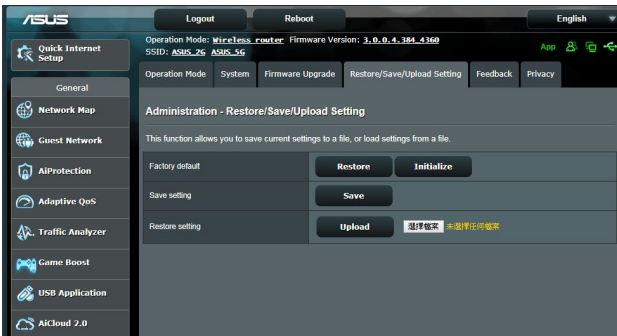 ASUS Logout Reboot English
Operation Mode: Wireless router Firmware Version: 3.0.0.4.384_4360
SSID: ASUS_2G ASUS_5G
App
Quick Internet
Setup
Operation Mode System Firmware Upgrade Restore/Save/Upload Setting Feedback Privacy
General
Network Map
Guest Network
AiProtection
Adaptive QoS
Traffic Analyzer
Game Boost
USB Application
AiCloud 2.0
Administration - Restore/Save/Upload Setting
This function allows you to save current settings to a file, or load settings from a file.
Factory default Restore Initialize
Save setting Save
Restore setting Upload 選擇檔案 未選擇任何檔案